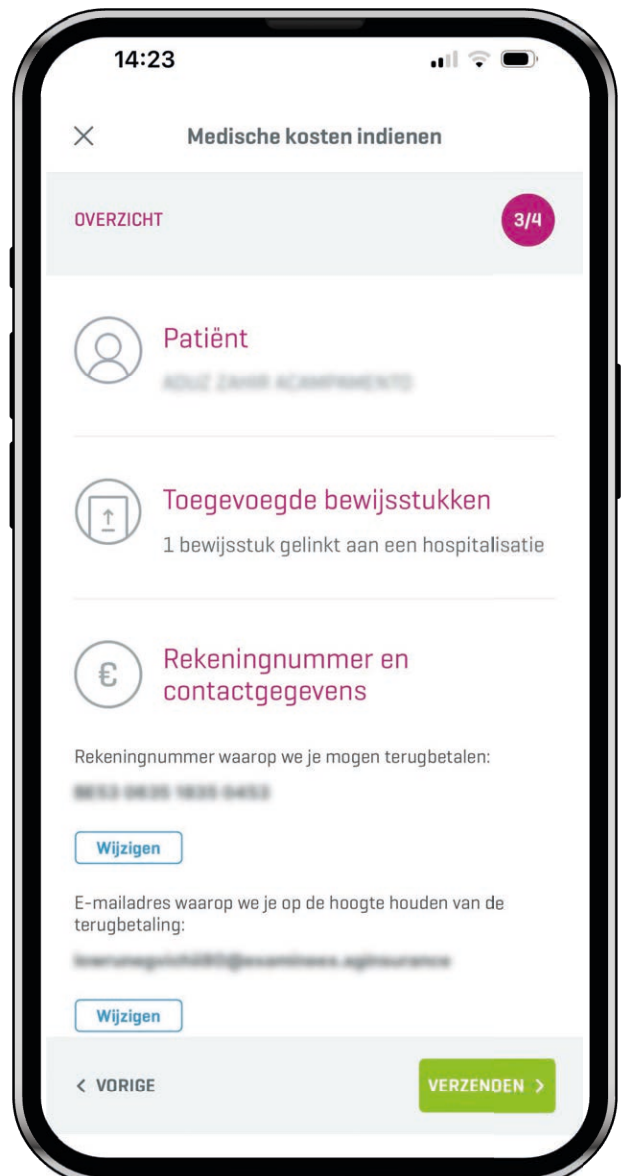 14:23
Medische kosten indienen
OVERZICHT
3/4
Patiënt
Toegevoegde bewijsstukken
1 bewijsstuk gelinkt aan een hospitalisatie
€
Rekeningnummer en
contactgegevens
Rekeningnummer waarop we je mogen terugbetalen:
Wijzigen
E-mailadres waarop we je op de hoogte houden van de
terugbetaling:
Wijzigen
< VORIGE
VERZENDEN >